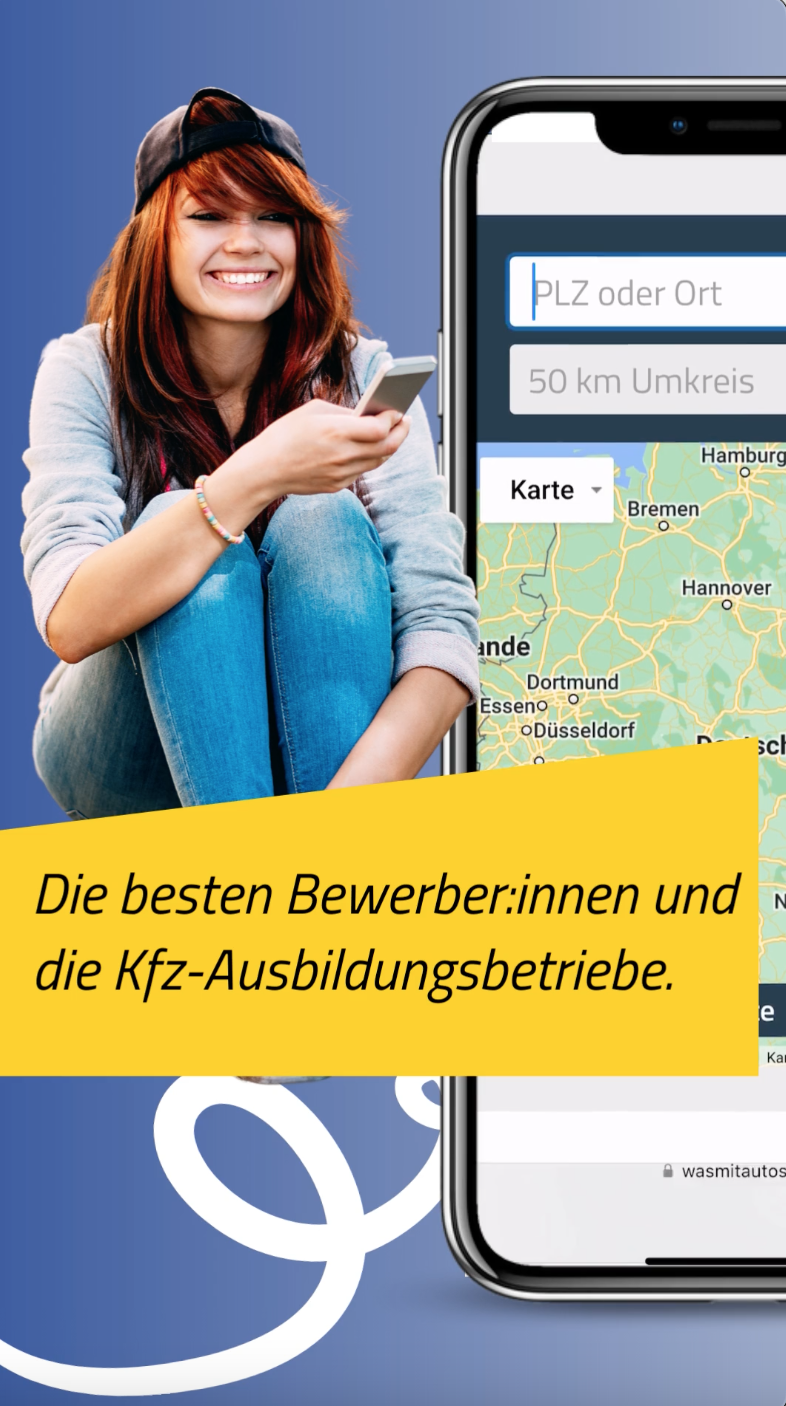 PLZ oder Ort
50 km Umkreis
Karte
Hamburg
Bremen
Hannover
ande
Dortmund
Essen
Düsseldorf
Die besten Bewerber:innen und
die Kfz-Ausbildungsbetriebe.
wasmitautos